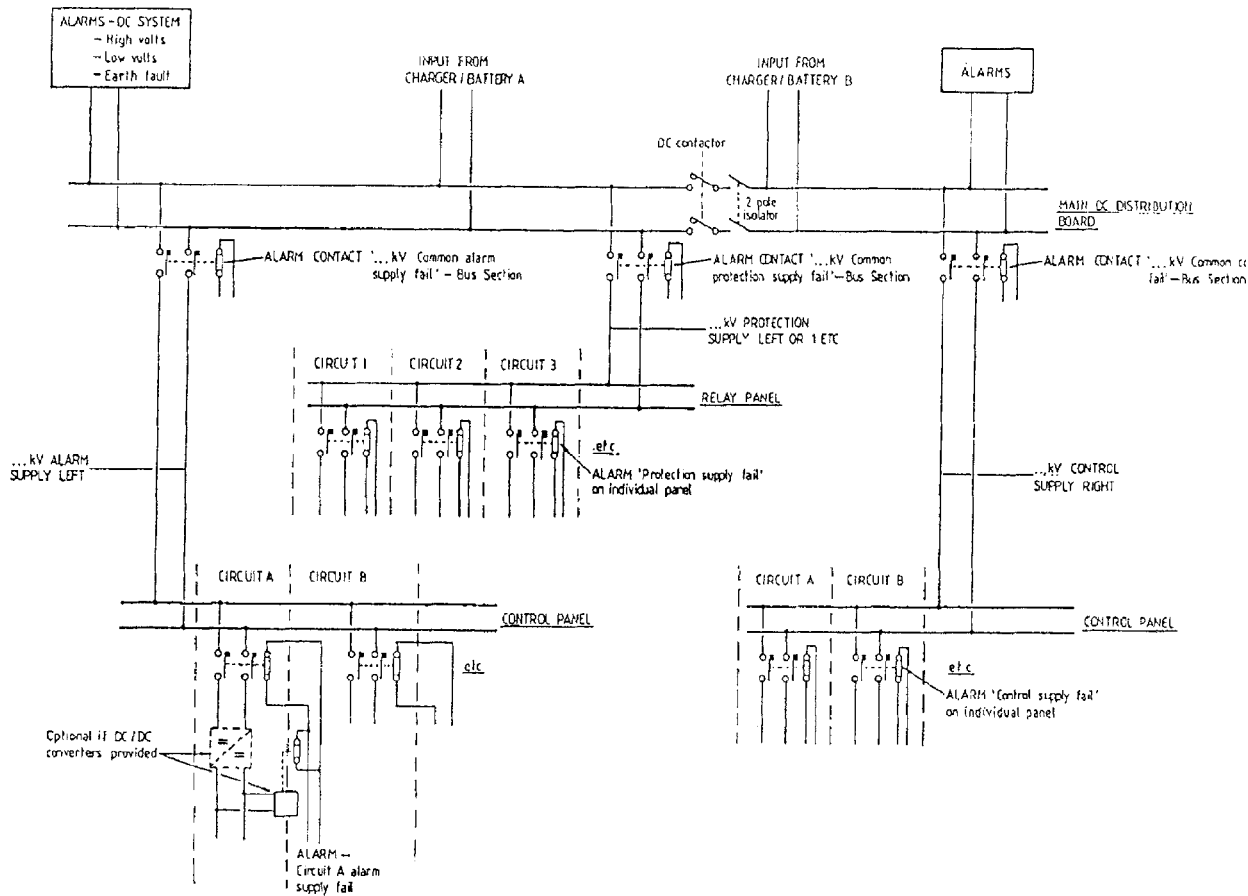 ALARMS - DC SYSTEM
- High volts
- Low volts
- Earth fault
INPUT FROM
CHARGER / BATTERY A
INPUT FROM
CHARGER / BATTERY B
ALARMS
DC contactor
2 pole
isolator
MAIN DC DISTRIBUTION
BOARD
ALARM CONTACT '...kV Common alarm
supply fail' - Bus Section
ALARM CONTACT '...kV Common
protection supply fail' - Bus Section
ALARM CONTACT '...kV Common co
fail' - Bus Section
...kV PROTECTION
SUPPLY LEFT OR 1 ETC
CIRCUIT 1
CIRCUIT 2
CIRCUIT 3
RELAY PANEL
etc.
ALARM 'Protection supply fail'
on individual panel
...kV ALARM
SUPPLY LEFT
...kV CONTROL
SUPPLY RIGHT
CIRCUIT A
CIRCUIT B
CONTROL PANEL
etc
CIRCUIT A
CIRCUIT B
CONTROL PANEL
etc.
ALARM 'Control supply fail'
on individual panel
Optional if DC/DC
converters provided
ALARM -
Circuit A alarm
supply fail